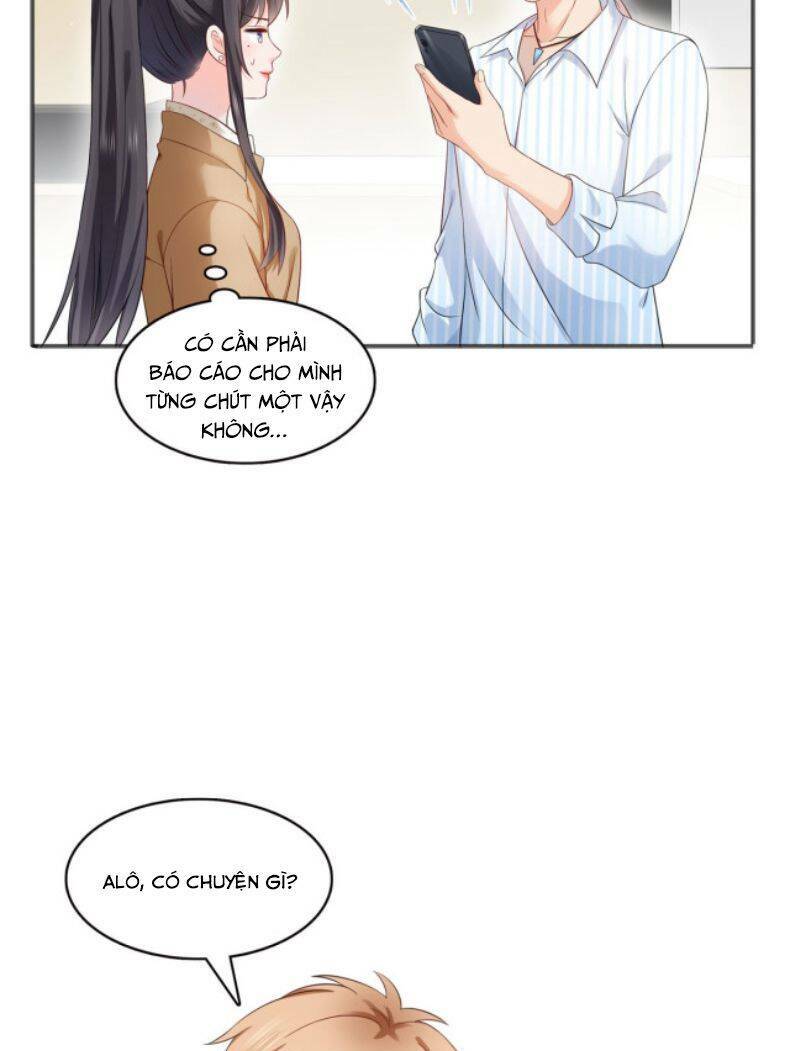 CÓ CẦN PHẢI
BÁO CÁO CHO MÌNH
TỪNG CHÚT MỘT VẬY
KHÔNG...
ALÔ, CÓ CHUYỆN GÌ?